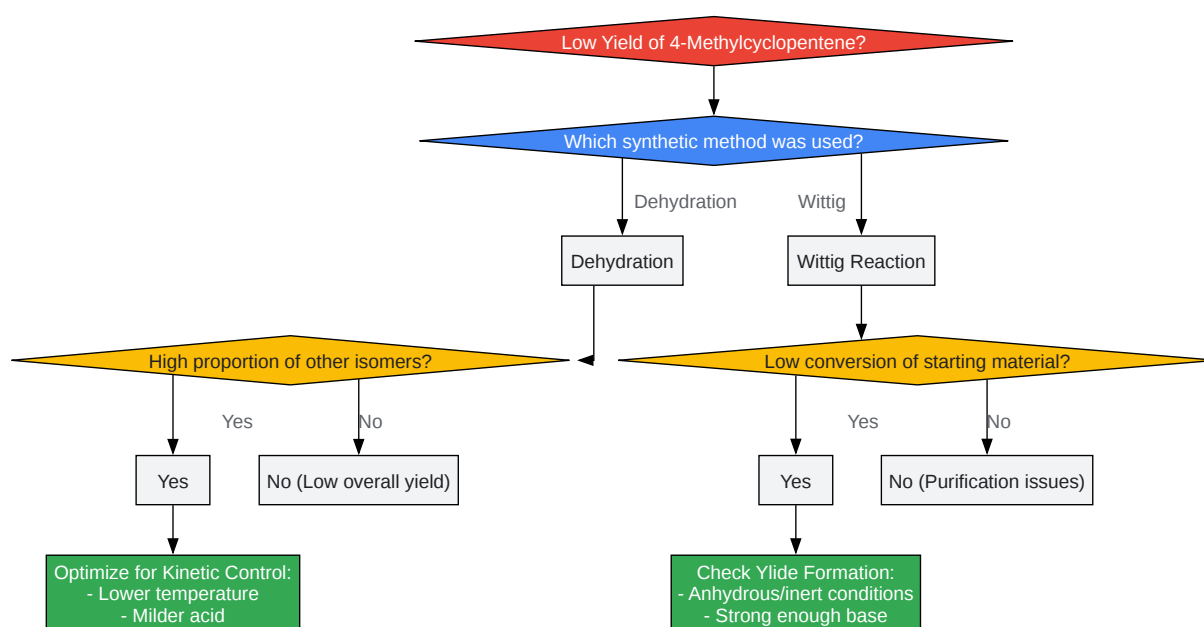 Low Yield of 4-Methylcyclopentene?
Which synthetic method was used?
Dehydration
Wittig
Dehydration
Wittig Reaction
High proportion of other isomers?
Low conversion of starting material?
Yes
No
Yes
No
Yes
No (Low overall yield)
Yes
No (Purification issues)
Optimize for Kinetic Control:
- Lower temperature
- Milder acid
Check Ylide Formation:
- Anhydrous/inert conditions
- Strong enough base